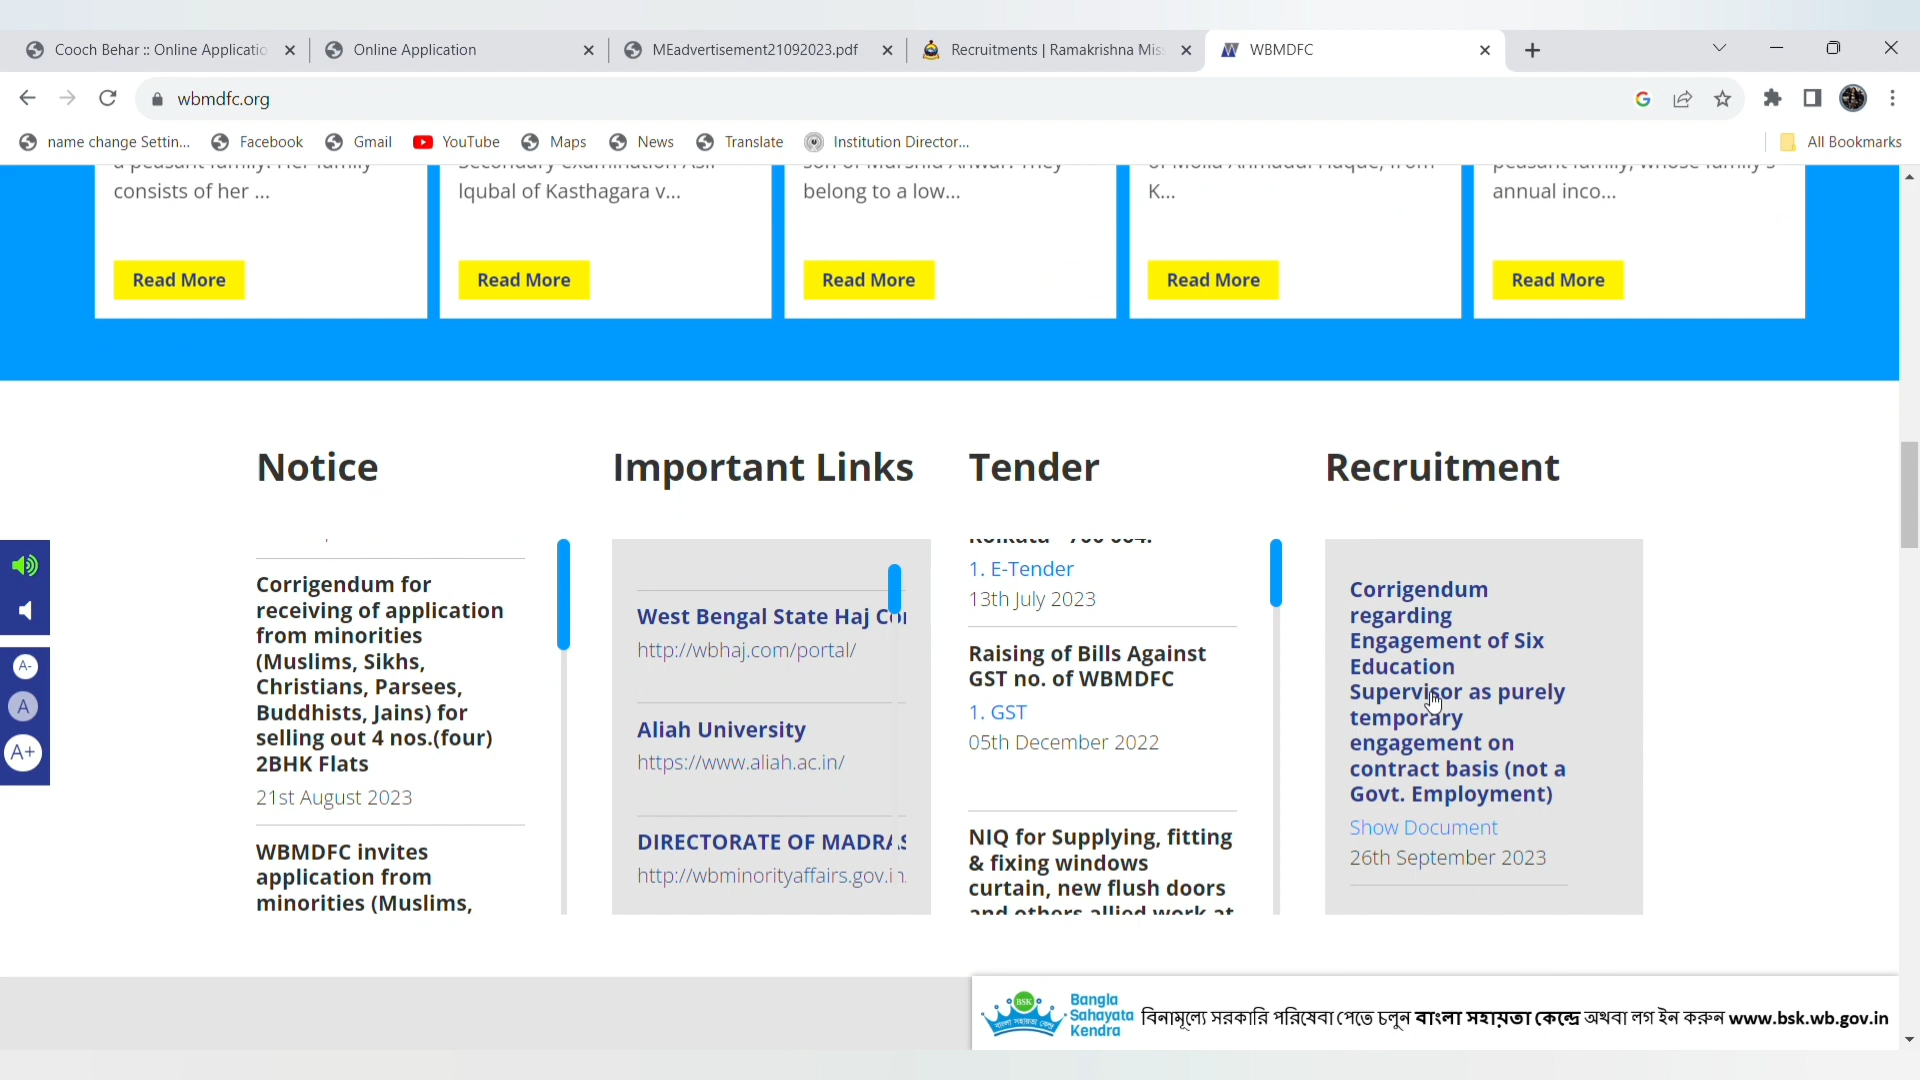 Cooch Behar :: Online Applicatio
Online Application
MEadvertisement21092023.pdf
Recruitments | Ramakrishna Mis
WBMDFC
wbmdfc.org
name change Settin...
Facebook
Gmail
YouTube
Maps
News
Translate
Institution Director...
All Bookmarks
a peasant family. Her family
consists of her ...
Read More
Secondary examination Asif
Iqubal of Kasthagara v...
Read More
son of Murshid Anwar. They
belong to a low...
Read More
K...
Read More
peasant family, whose family's
annual inco...
Read More
Notice
Corrigendum for
receiving of application
from minorities
(Muslims, Sikhs,
Christians, Parsees,
Buddhists, Jains) for
selling out 4 nos.(four)
2BHK Flats
21st August 2023
WBMDFC invites
application from
minorities (Muslims,
Important Links
West Bengal State Haj Co
http://wbhaj.com/portal/
Aliah University
https://www.aliah.ac.in/
DIRECTORATE OF MADRAS
http://wbminorityaffairs.gov.in
Tender
1. E-Tender
13th July 2023
Raising of Bills Against
GST no. of WBMDFC
1. GST
05th December 2022
NIQ for Supplying, fitting
& fixing windows
curtain, new flush doors
and others allied work at
Recruitment
Corrigendum
regarding
Engagement of Six
Education
Supervisor as purely
temporary
engagement on
contract basis (not a
Govt. Employment)
Show Document
26th September 2023
A-
A
A+
BSK
বাংলা সহায়তা কেন্দ্র
Bangla
Sahayata
Kendra
বিনামূল্যে সরকারি পরিষেবা পেতে চলুন বাংলা সহায়তা কেন্দ্রে অথবা লগ ইন করুন www.bsk.wb.gov.in